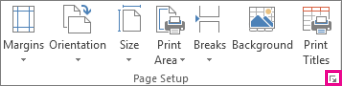 Margins Orientation Size Print Area Breaks Background Print Titles
Page Setup